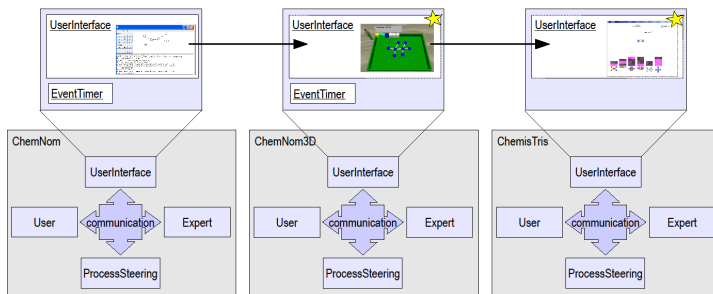 UserInterface
EventTimer
UserInterface
EventTimer
UserInterface
ChemNom
UserInterface
User
communication
Expert
ProcessSteering
ChemNom3D
UserInterface
User
communication
Expert
ProcessSteering
ChemisTris
UserInterface
User
communication
Expert
ProcessSteering